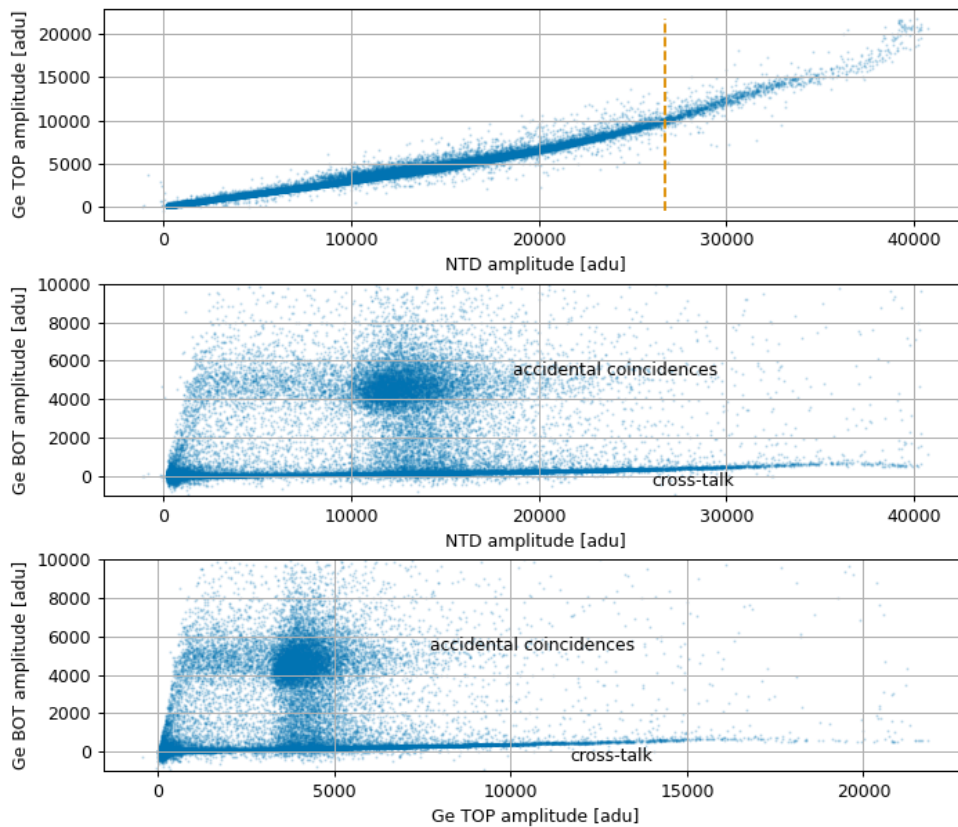 Ge TOP amplitude [adu]
20000
15000
10000
5000
0
0 10000 20000 30000 40000
NTD amplitude [adu]
Ge BOT amplitude [adu]
10000
8000
6000
4000
2000
0
accidental coincidences
cross-talk
0 10000 20000 30000 40000
NTD amplitude [adu]
Ge BOT amplitude [adu]
10000
8000
6000
4000
2000
0
accidental coincidences
cross-talk
0 5000 10000 15000 20000
Ge TOP amplitude [adu]